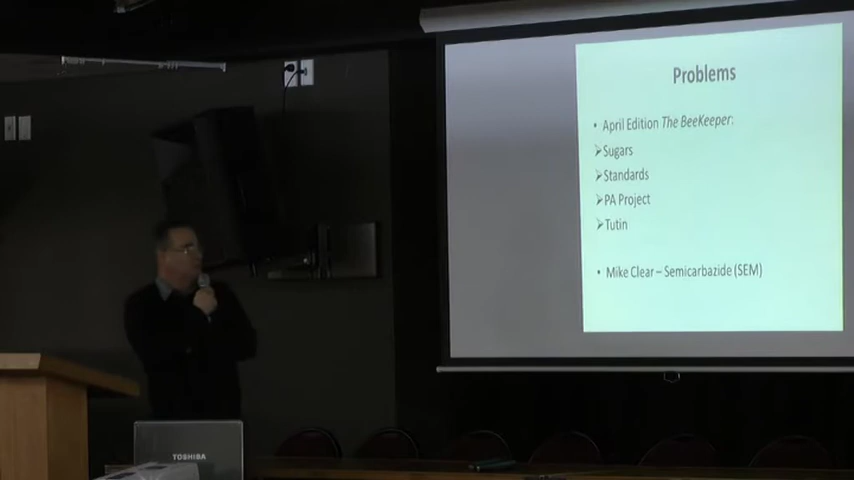 Problems
• April Edition The BeeKeeper:
➢ Sugars
➢ Standards
➢ PA Project
➢ Tutin
• Mike Clear – Semicarbazide (SEM)
TOSHIBA